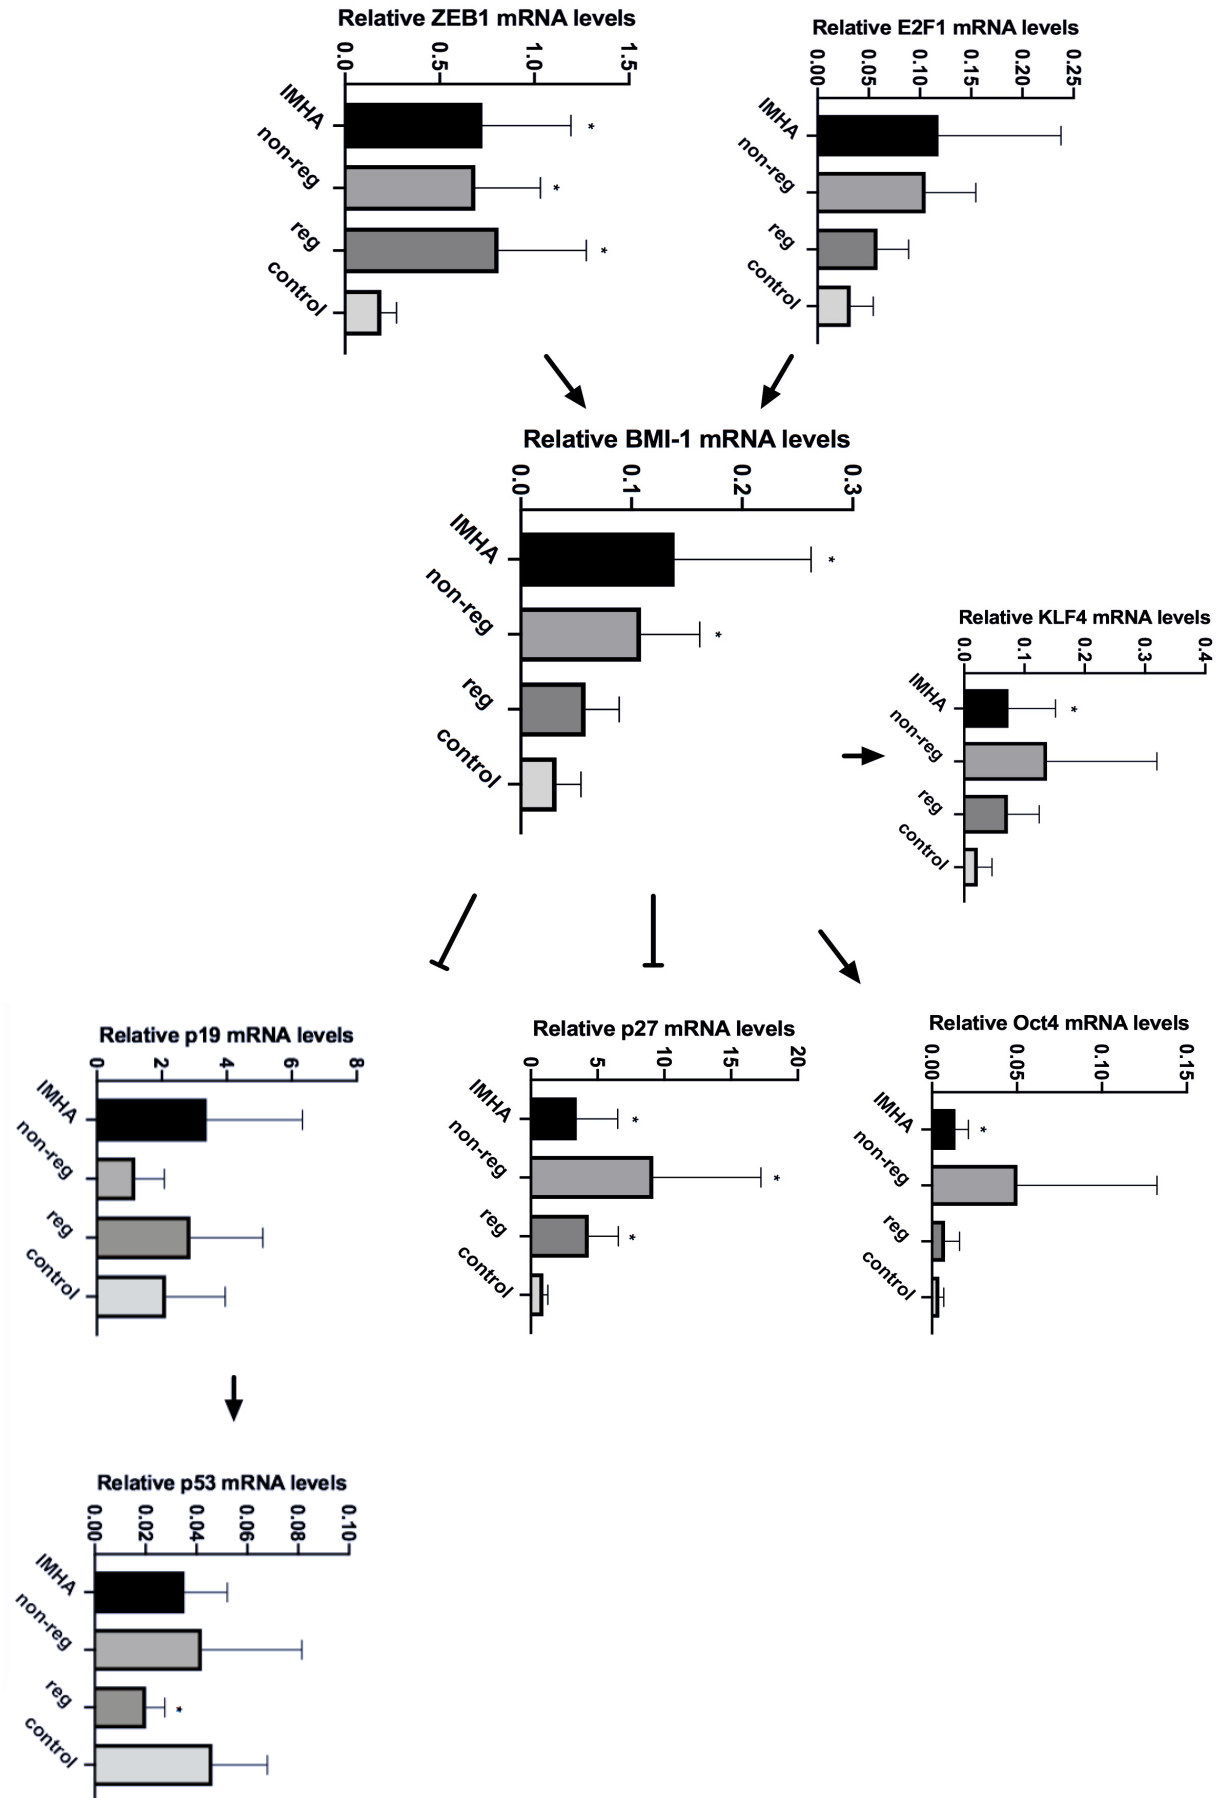 Relative ZEB1 mRNA levels
0.0 0.5 1.0 1.5
*
*
*
IMHA
non-reg
reg
control
Relative E2F1 mRNA levels
0.00 0.05 0.10 0.15 0.20 0.25
IMHA
non-reg
reg
control
Relative BMI-1 mRNA levels
0.0 0.1 0.2 0.3
*
*
IMHA
non-reg
reg
control
Relative KLF4 mRNA levels
0.0 0.1 0.2 0.3 0.4
*
IMHA
non-reg
reg
control
Relative p19 mRNA levels
0 2 4 6 8
IMHA
non-reg
reg
control
Relative p27 mRNA levels
0 5 10 15 20
*
*
*
IMHA
non-reg
reg
control
Relative Oct4 mRNA levels
0.00 0.05 0.10 0.15
*
IMHA
non-reg
reg
control
Relative p53 mRNA levels
0.00 0.02 0.04 0.06 0.08 0.10
*
IMHA
non-reg
reg
control